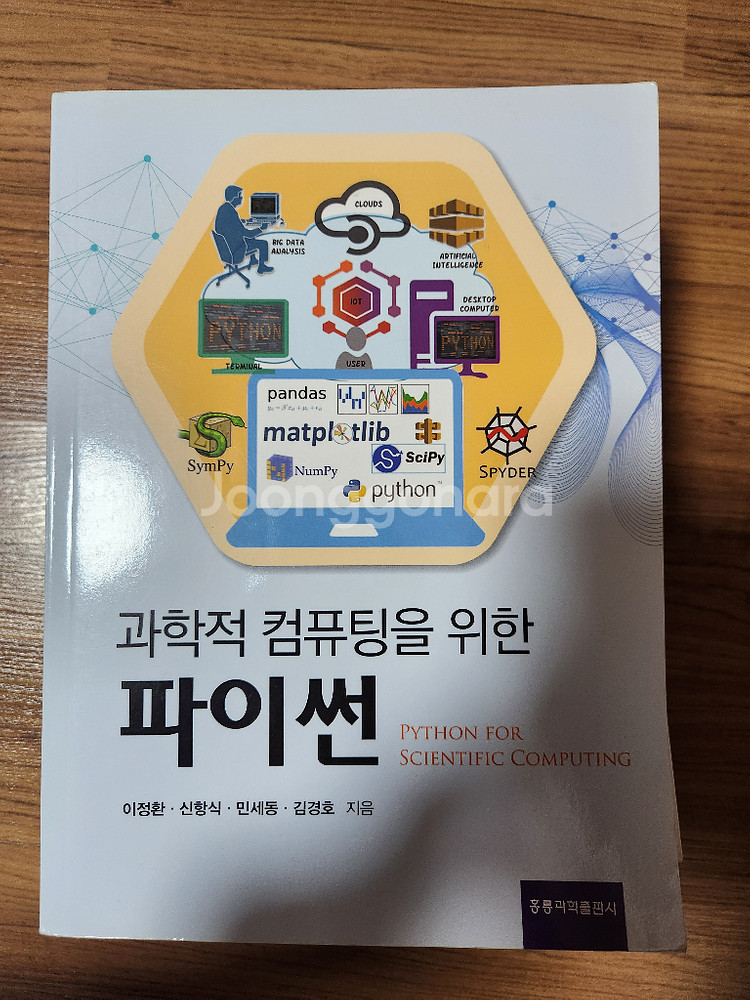 CLOUDS
BIG DATA
ANALYSIS
ARTIFICIAL
INTELLIGENCE
IOT
DESKTOP
COMPUTER
PYTHON
PYTHON
TERMINAL
USER
pandas
matplotlib
SciPy
NumPy
python™
SymPy
SPYDER
Joonggonara
과학적 컴퓨팅을 위한
파이썬
PYTHON FOR
SCIENTIFIC COMPUTING
이정환 · 신항식 · 민세동 · 김경호 지음
홍릉과학출판사